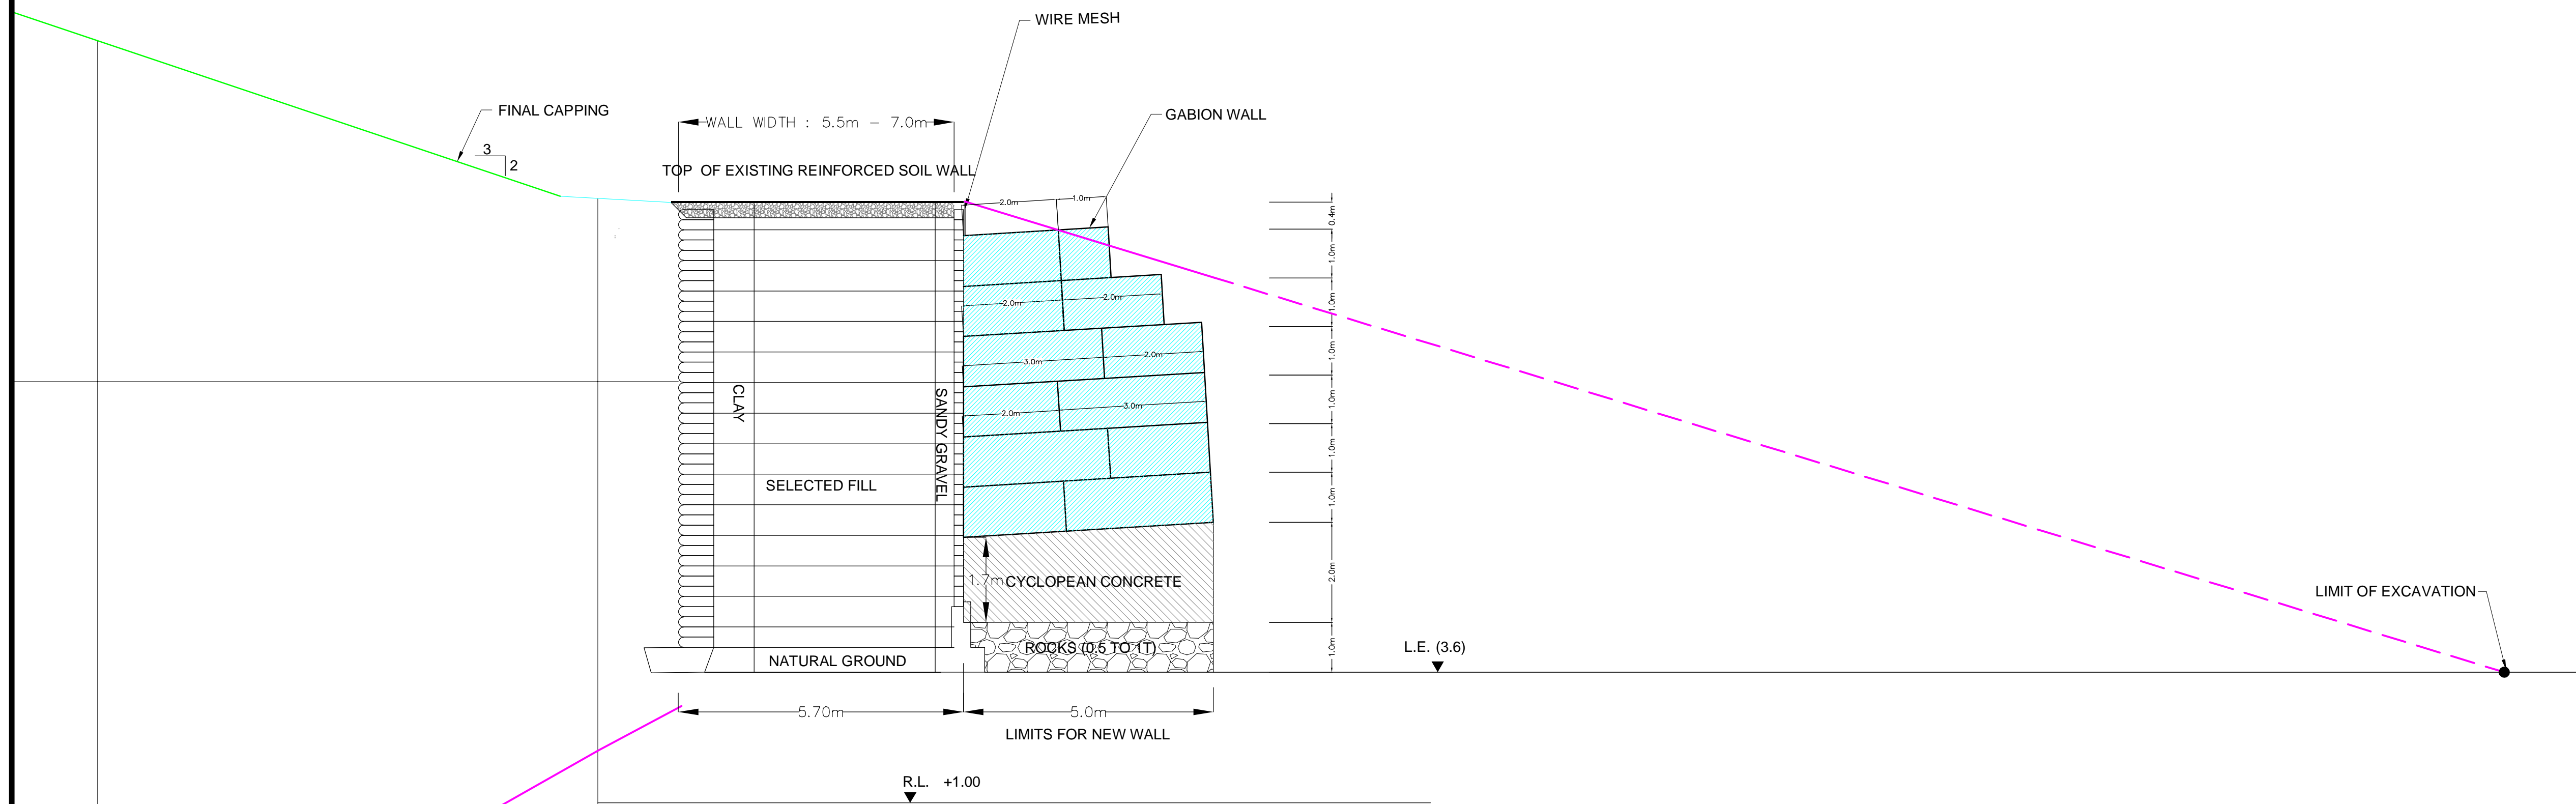 WIRE MESH
FINAL CAPPING
GABION WALL
WALL WIDTH : 5.5m - 7.0m
3
2
TOP OF EXISTING REINFORCED SOIL WALL
2.0m
1.0m
0.4m
1.0m
1.0m
2.0m
2.0m
1.0m
3.0m
2.0m
1.0m
2.0m
3.0m
CLAY
SANDY GRAVEL
1.0m
SELECTED FILL
1.0m
1.7m
CYCLOPEAN CONCRETE
2.0m
LIMIT OF EXCAVATION
ROCKS (0.5 TO 1T)
1.0m
L.E. (3.6)
NATURAL GROUND
5.70m
5.0m
LIMITS FOR NEW WALL
R.L. +1.00